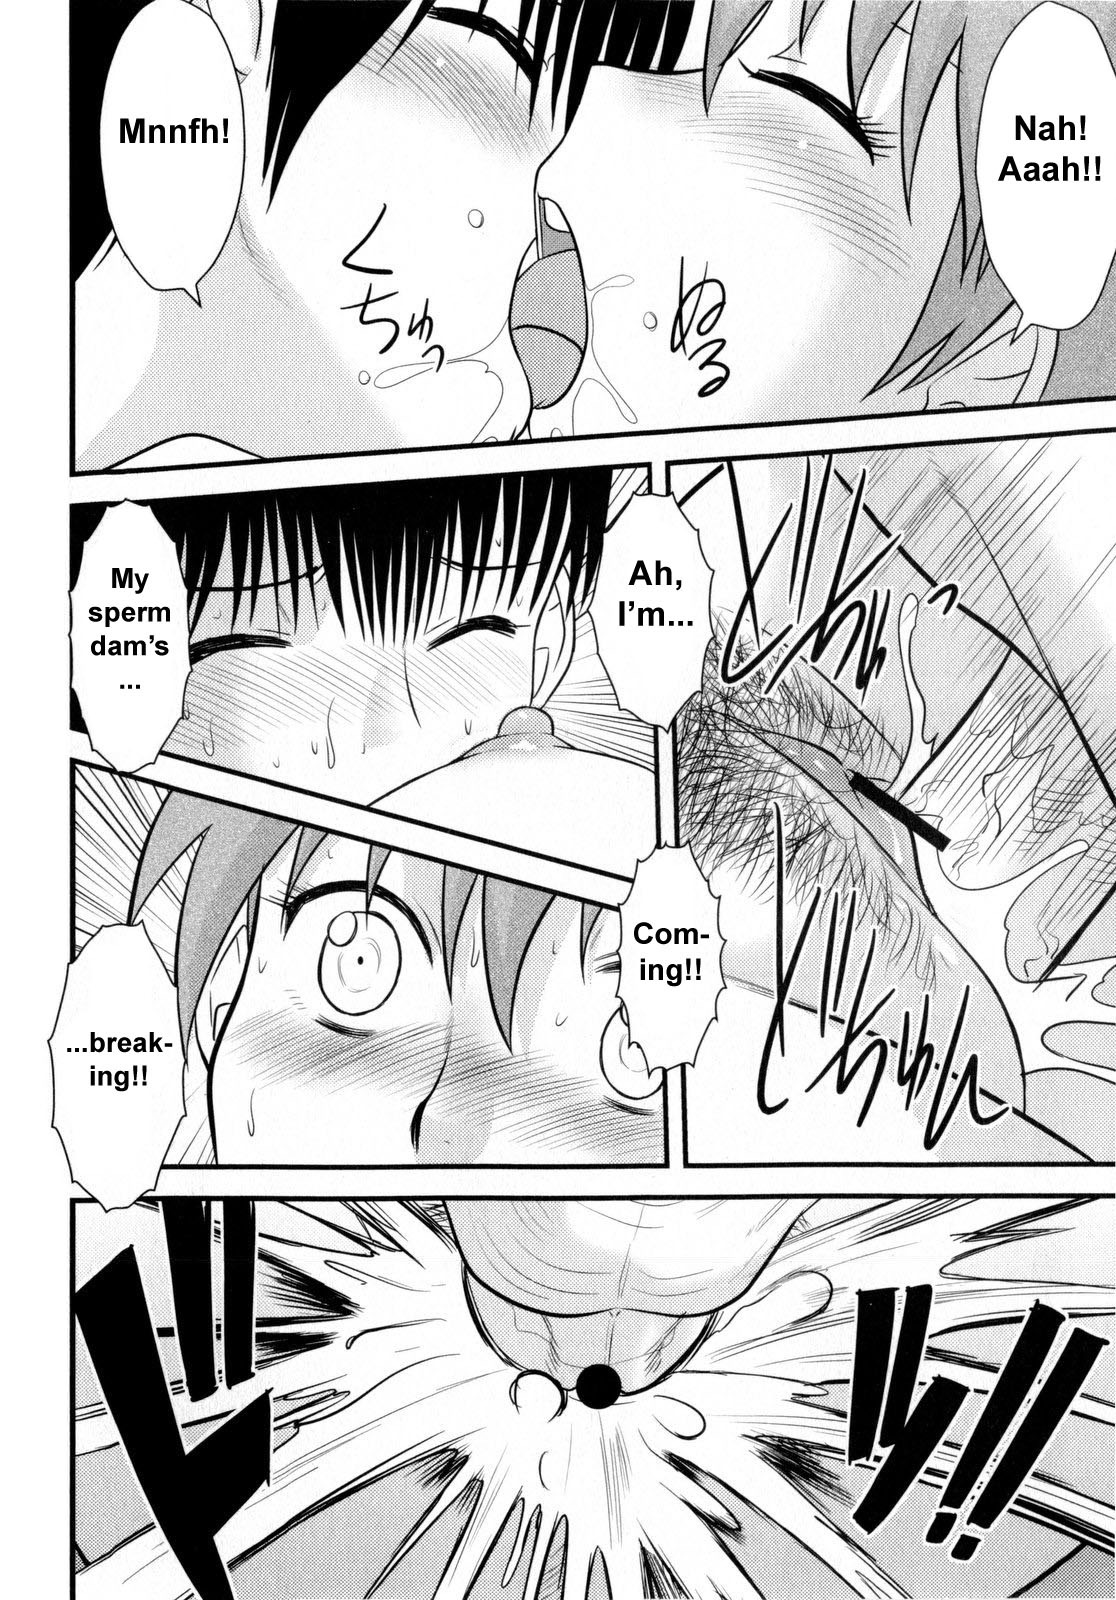 Nah!
Aaah!!
ぬる
くちゅっ
Mnnfh!
Ah,
I'm...
Com-
ing!!
My
sperm
dam's
...
...break-
ing!!